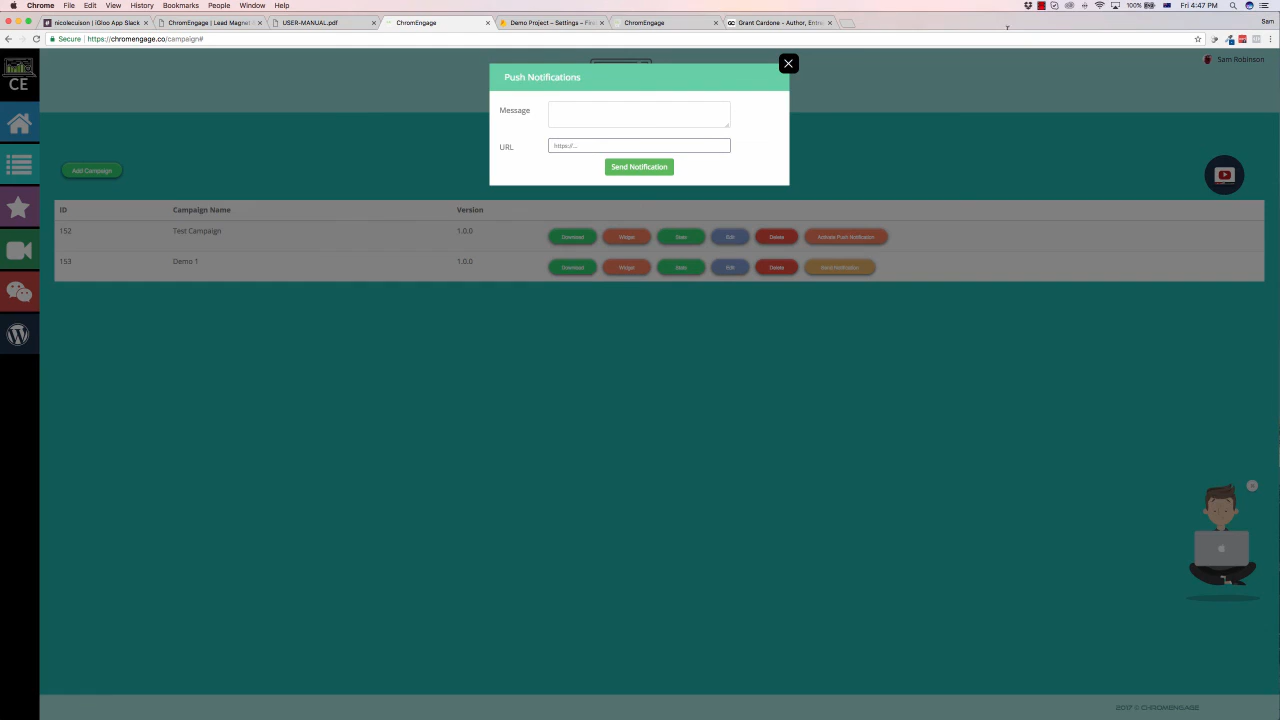 Chrome File Edit View History Bookmarks People Window Help 100% Fri 4:47 PM
nicolecuison | iGloo App Slack ChromEngage | Lead Magnet USER-MANUAL.pdf ChromEngage Demo Project – Settings – Fire ChromEngage GC Grant Cardone - Author, Entre Sam
Secure https://chromengage.co/campaign#
CE
Sam Robinson
Push Notifications
Message
URL https://...
Send Notification
Add Campaign
ID Campaign Name Version
152 Test Campaign 1.0.0 Download Widget Stats Edit Delete Activate Push Notification
153 Demo 1 1.0.0 Download Widget Stats Edit Delete Send Notification
2017 © CHROMENGAGE